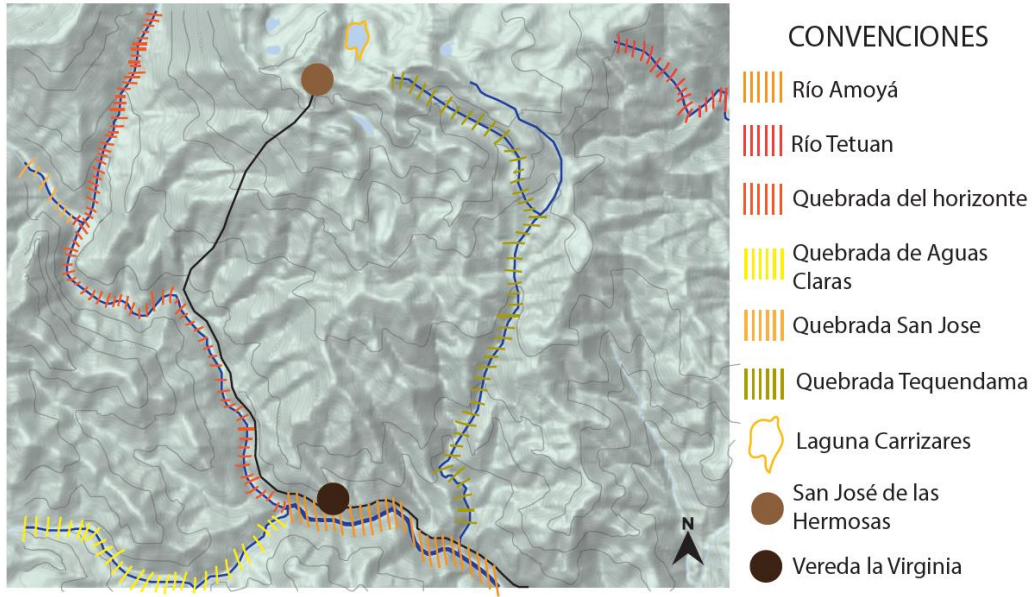 CONVENCIONES
Río Amoyá
Río Tetuan
Quebrada del horizonte
Quebrada de Aguas
Claras
Quebrada San Jose
Quebrada Tequendama
Laguna Carrizares
San José de las
Hermosas
Vereda la Virginia
N